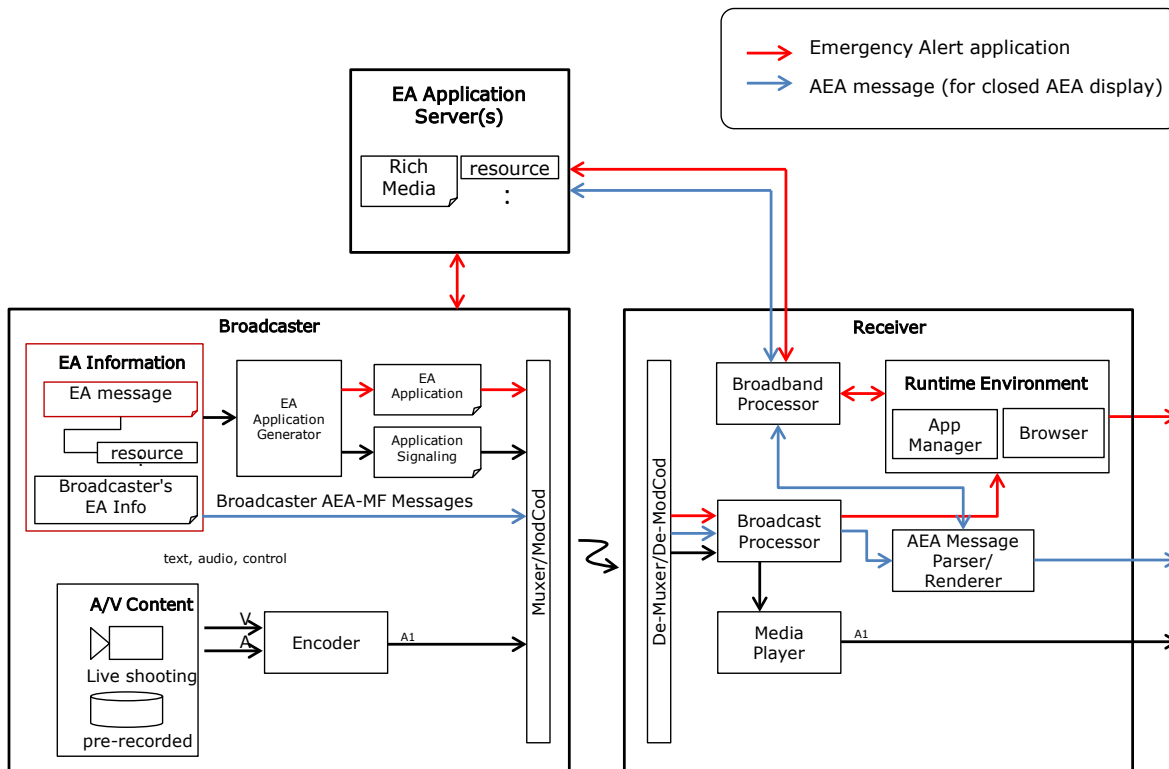 Emergency Alert application
AEA message (for closed AEA display)
EA Application
Server(s)
Rich
Media
resource
:
Broadcaster
EA Information
EA message
resource
:
Broadcaster's
EA Info
EA
Application
Generator
EA
Application
Application
Signaling
Broadcaster AEA-MF Messages
text, audio, control
A/V Content
Live shooting
pre-recorded
V
A
Encoder
A1
Muxer/ModCod
Receiver
De-Muxer/De-ModCod
Broadband
Processor
Runtime Environment
App
Manager
Browser
Broadcast
Processor
AEA Message
Parser/
Renderer
Media
Player
A1